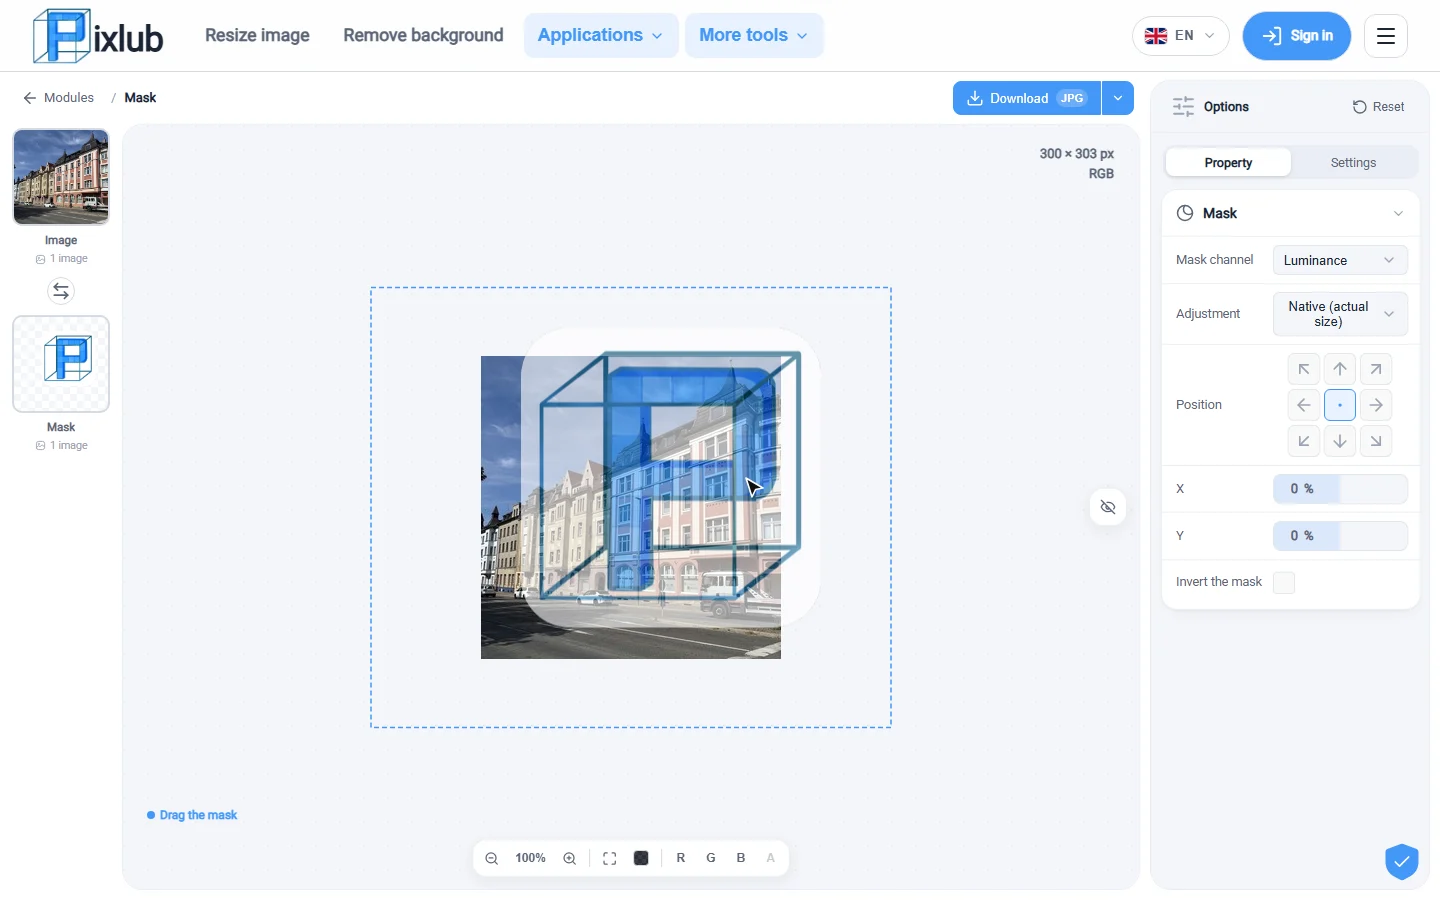 Pixlub
Resize image
Remove background
Applications
More tools
EN
Sign in
Modules / Mask
Download JPG
Options
Reset
Image
1 image
Mask
1 image
300 × 303 px
RGB
Drag the mask
100%
R G B A
Property
Settings
Mask
Mask channel
Luminance
Adjustment
Native (actual
size)
Position
X
0 %
Y
0 %
Invert the mask